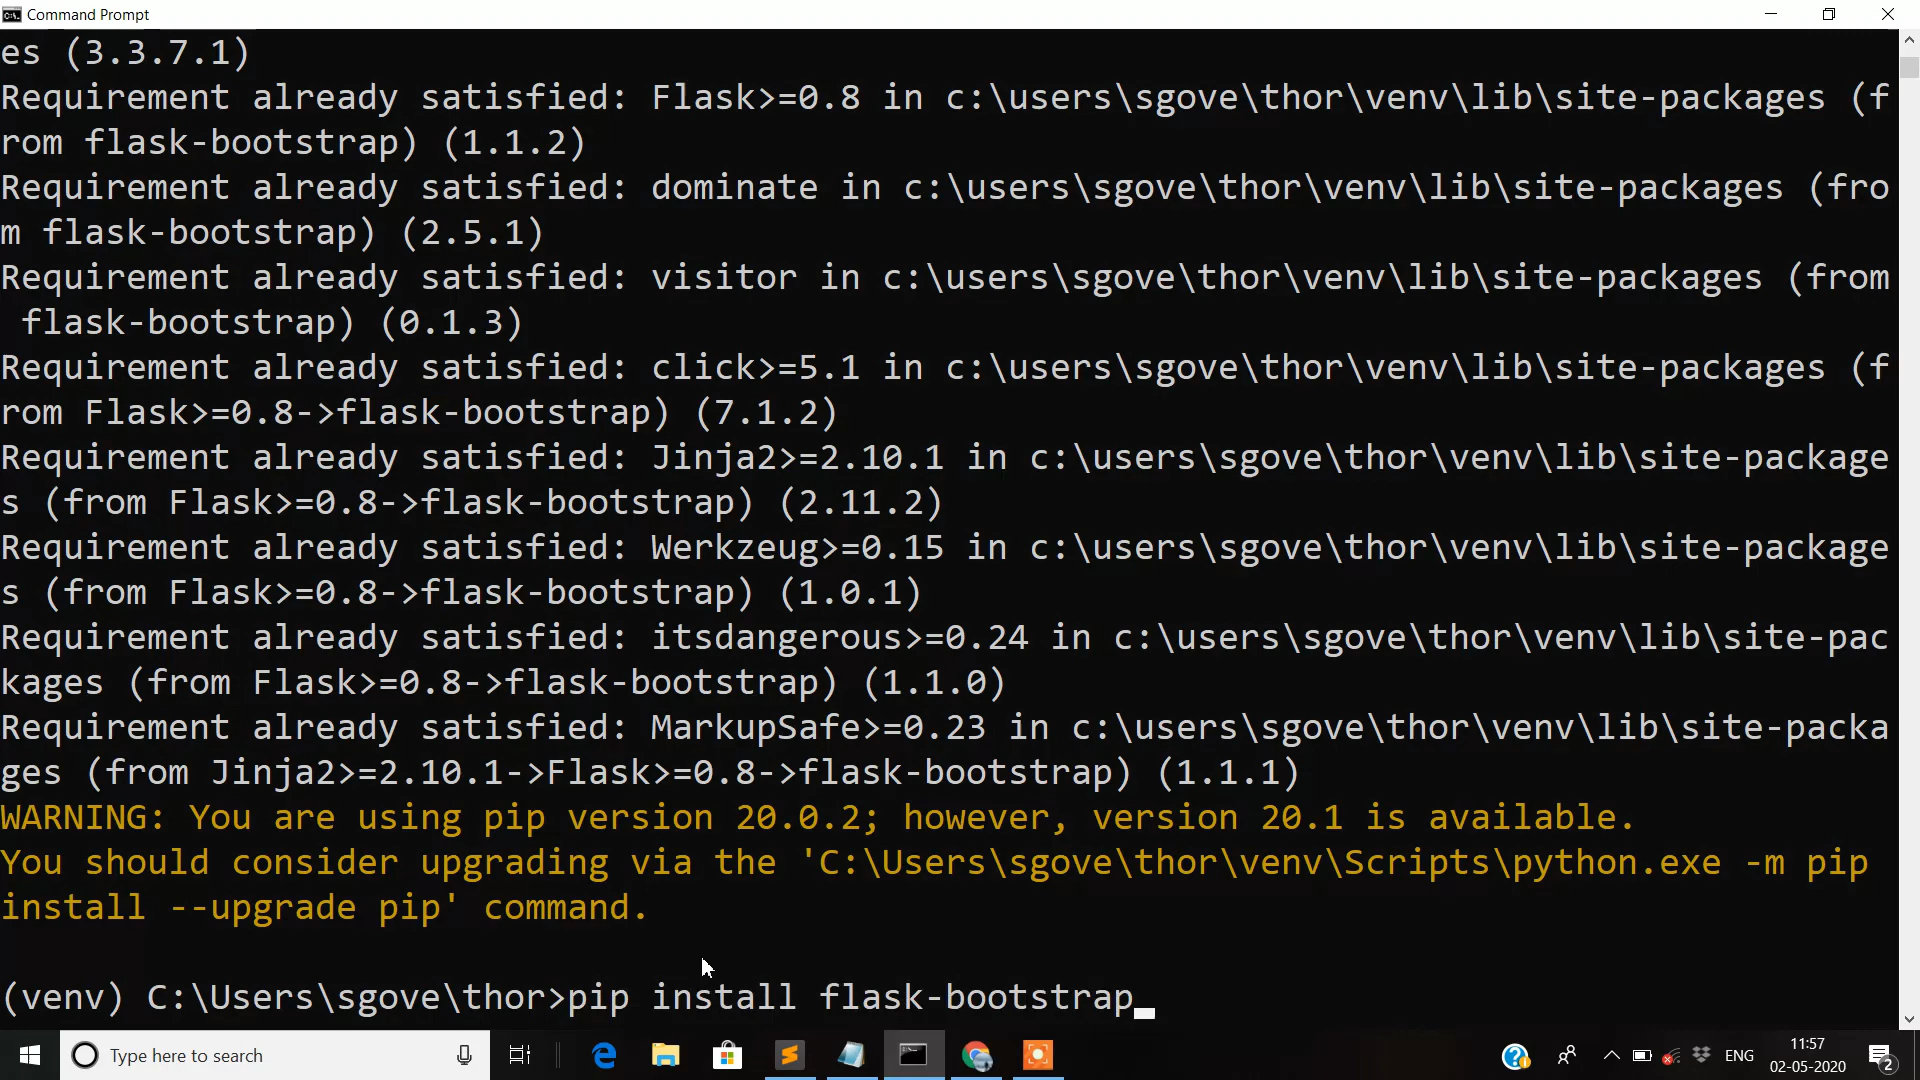 Command Prompt
es (3.3.7.1)
Requirement already satisfied: Flask>=0.8 in c:\users\sgove\thor\venv\lib\site-packages (f
rom flask-bootstrap) (1.1.2)
Requirement already satisfied: dominate in c:\users\sgove\thor\venv\lib\site-packages (fro
m flask-bootstrap) (2.5.1)
Requirement already satisfied: visitor in c:\users\sgove\thor\venv\lib\site-packages (from
 flask-bootstrap) (0.1.3)
Requirement already satisfied: click>=5.1 in c:\users\sgove\thor\venv\lib\site-packages (f
rom Flask>=0.8->flask-bootstrap) (7.1.2)
Requirement already satisfied: Jinja2>=2.10.1 in c:\users\sgove\thor\venv\lib\site-package
s (from Flask>=0.8->flask-bootstrap) (2.11.2)
Requirement already satisfied: Werkzeug>=0.15 in c:\users\sgove\thor\venv\lib\site-package
s (from Flask>=0.8->flask-bootstrap) (1.0.1)
Requirement already satisfied: itsdangerous>=0.24 in c:\users\sgove\thor\venv\lib\site-pac
kages (from Flask>=0.8->flask-bootstrap) (1.1.0)
Requirement already satisfied: MarkupSafe>=0.23 in c:\users\sgove\thor\venv\lib\site-packa
ges (from Jinja2>=2.10.1->Flask>=0.8->flask-bootstrap) (1.1.1)
WARNING: You are using pip version 20.0.2; however, version 20.1 is available.
You should consider upgrading via the 'C:\Users\sgove\thor\venv\Scripts\python.exe -m pip
install --upgrade pip' command.
(venv) C:\Users\sgove\thor>pip install flask-bootstrap
Type here to search
ENG
11:57
02-05-2020
2